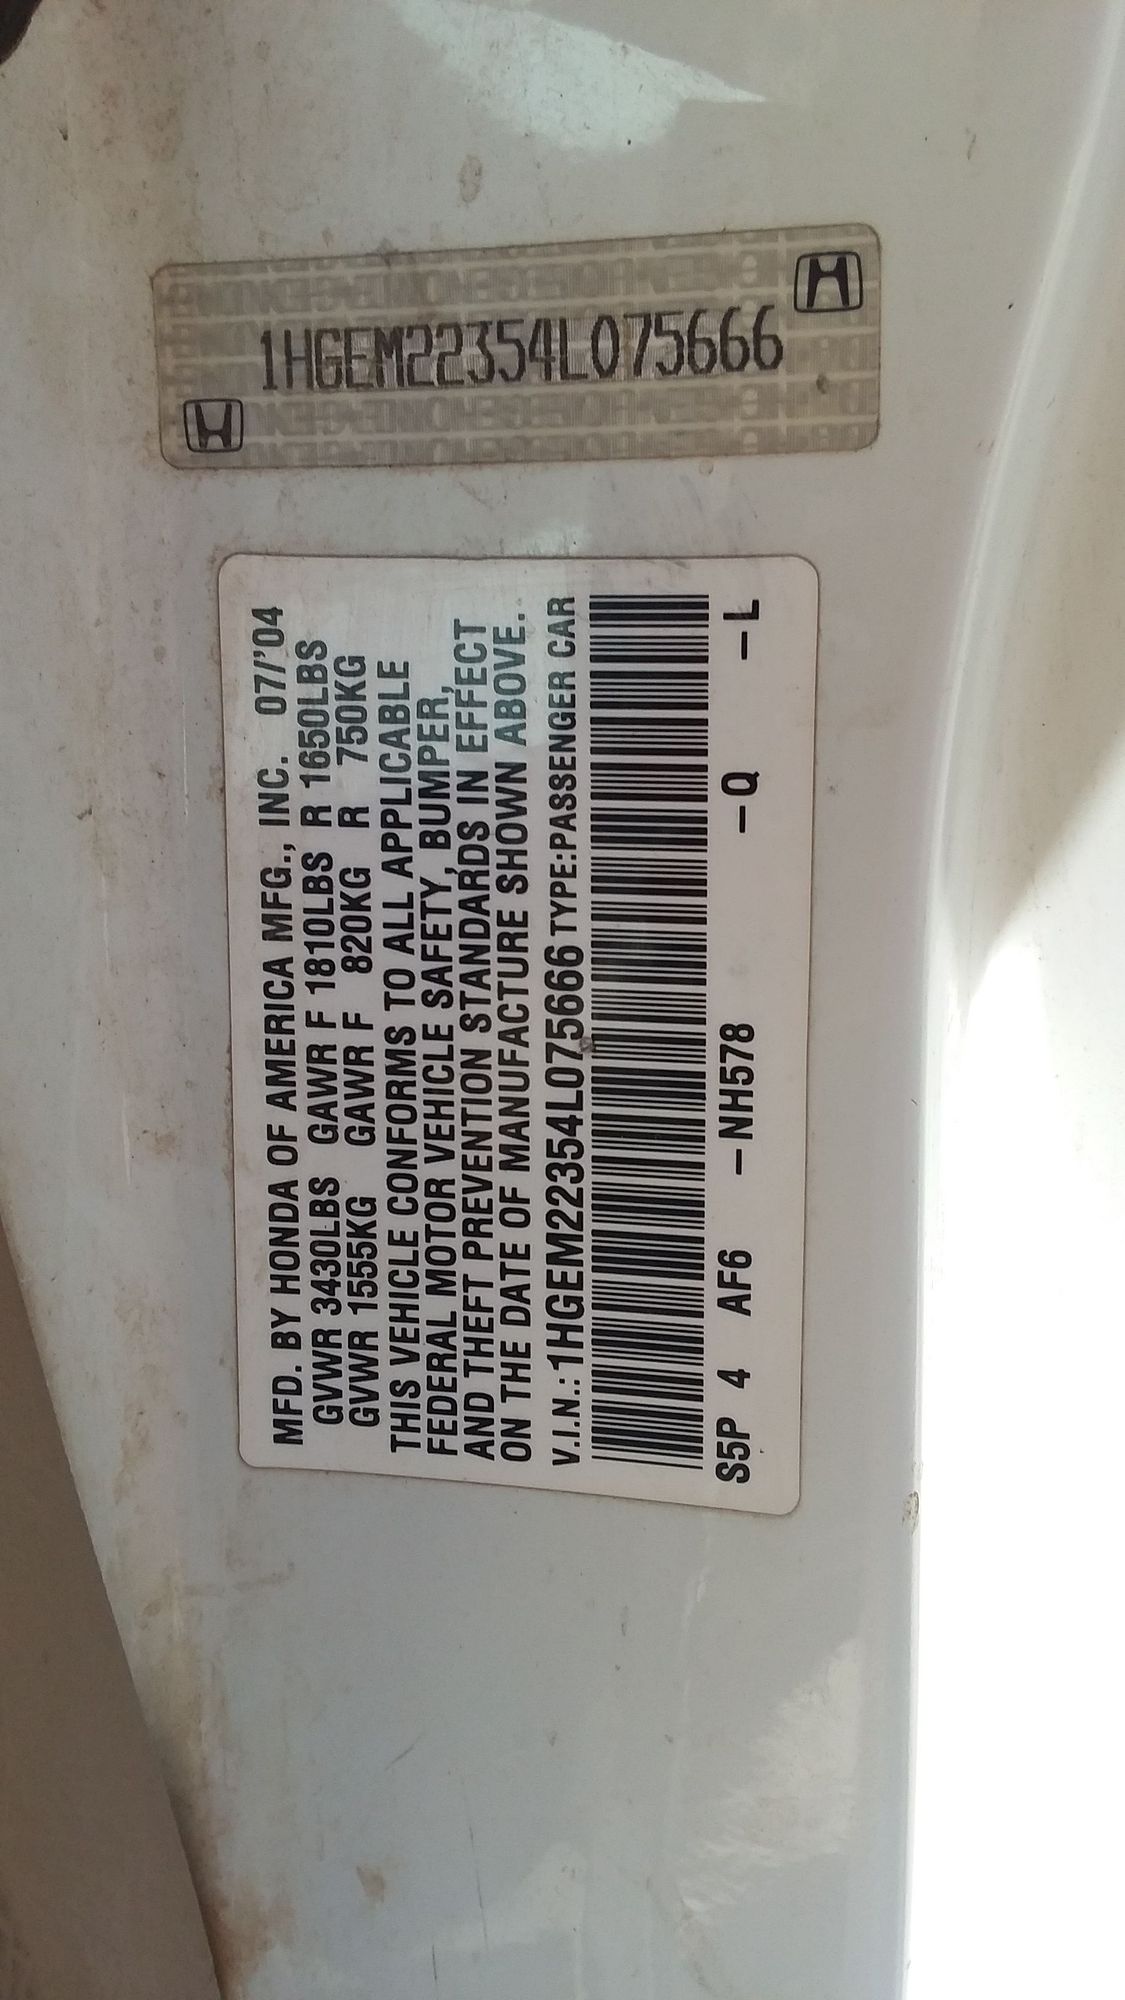 1HGEM22354L075666
MFD. BY HONDA OF AMERICA MFG., INC. 07/'04
GVWR 3430LBS GAWR F 1810LBS R 1650LBS
GVWR 1555KG GAWR F 820KG R 750KG
THIS VEHICLE CONFORMS TO ALL APPLICABLE
FEDERAL MOTOR VEHICLE SAFETY, BUMPER,
AND THEFT PREVENTION STANDARDS IN EFFECT
ON THE DATE OF MANUFACTURE SHOWN ABOVE.
V.I.N.: 1HGEM22354L075666 TYPE:PASSENGER CAR
S5P 4 AF6 – NH578 – Q – L